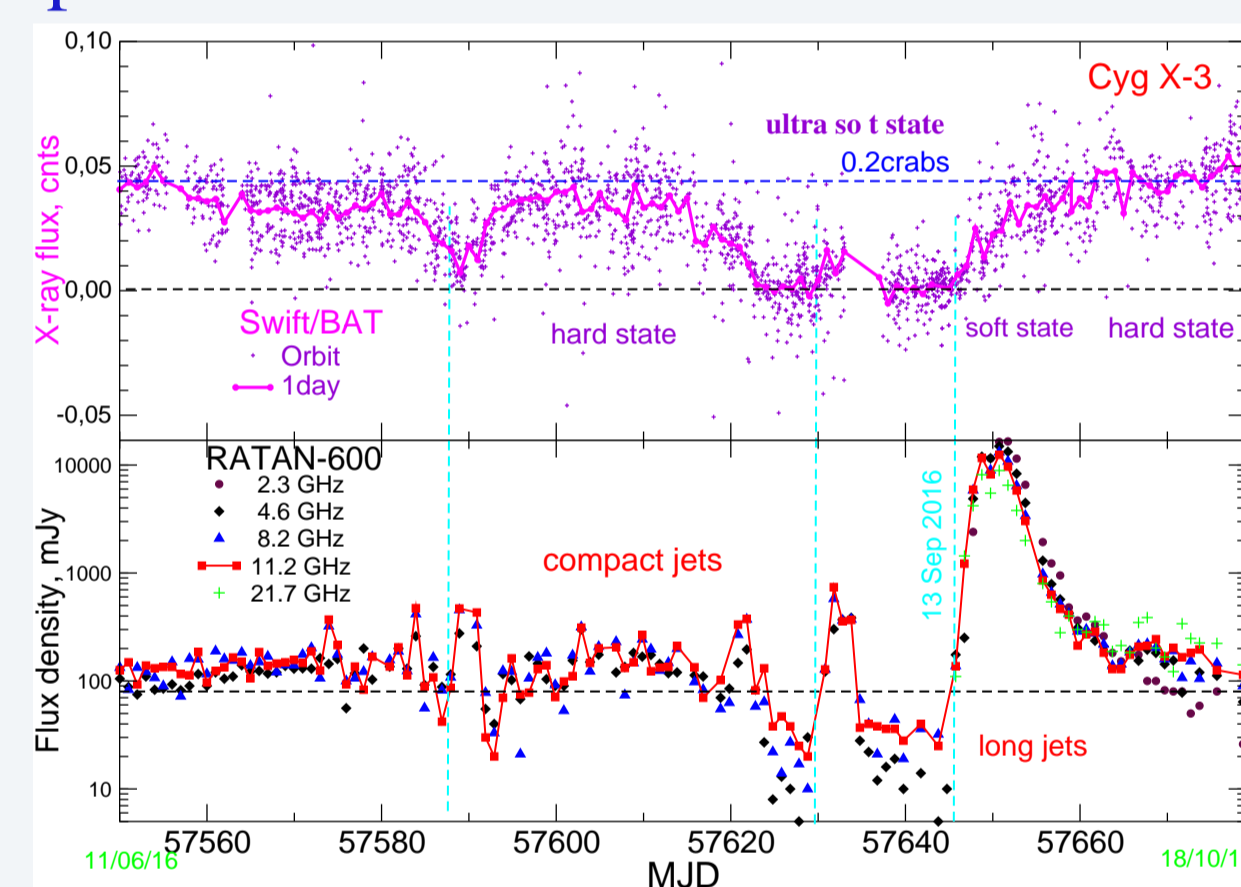 0,10
Cyg X-3
ultra so t state
0.2crabs
0,05
X-ray flux, cnts
0,00
Swift/BAT
Orbit
1day
hard state
soft state
hard state
-0,05
RATAN-600
10000
2.3 GHz
4.6 GHz
8.2 GHz
11.2 GHz
21.7 GHz
compact jets
13 Sep 2016
Flux density, mJy
1000
100
long jets
10
57560
57580
57600
57620
57640
57660
11/06/16
MJD
18/10/1